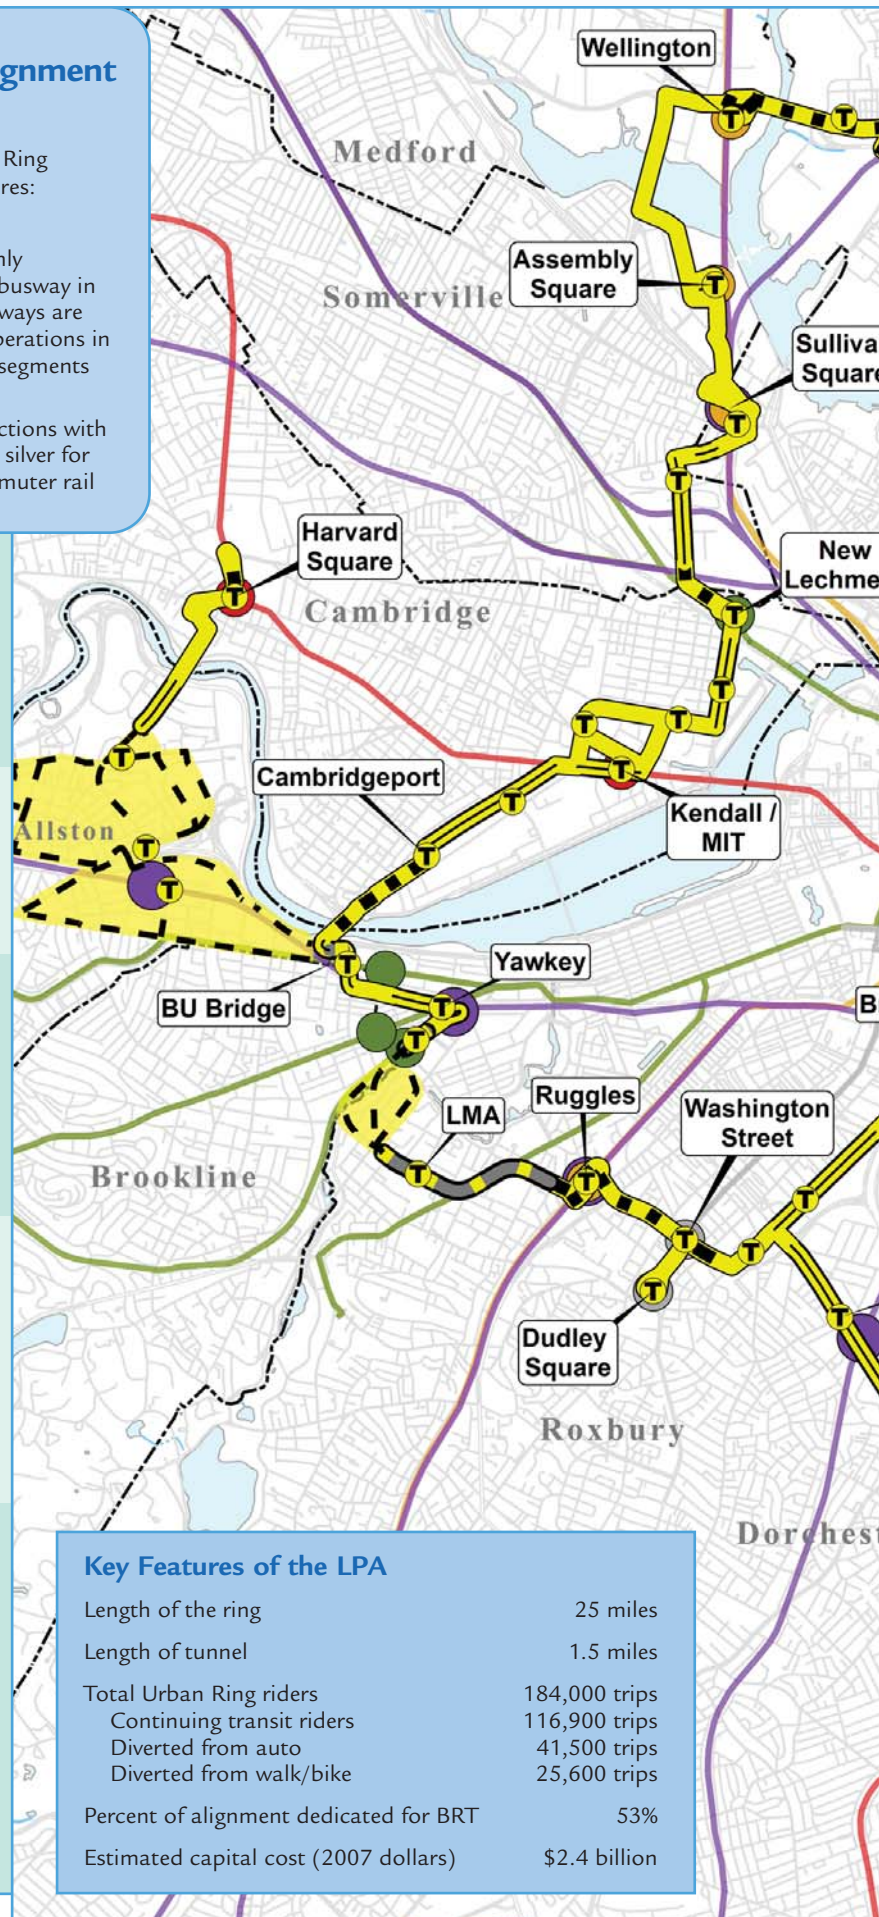 gnment
Ring
res:
nly
busway in
ways are
perations in
segments
ctions with
silver for
muter rail
Wellington
T
T
Medford
Assembly
Square
T
Somerville
Sulliva
Square
T
T
Harvard
Square
T
New
Lechme
T
Cambridge
T
T
T
T
Cambridgeport
T
T
T
Kendall /
MIT
Allston
T
T
T
Yawkey
T
BU Bridge
B
T
LMA
Ruggles
Washington
Street
T
T
Brookline
T
T
T
T
T
Dudley
Square
Roxbury
Dorchest
Key Features of the LPA
Length of the ring 25 miles
Length of tunnel 1.5 miles
Total Urban Ring riders 184,000 trips
Continuing transit riders 116,900 trips
Diverted from auto 41,500 trips
Diverted from walk/bike 25,600 trips
Percent of alignment dedicated for BRT 53%
Estimated capital cost (2007 dollars) $2.4 billion